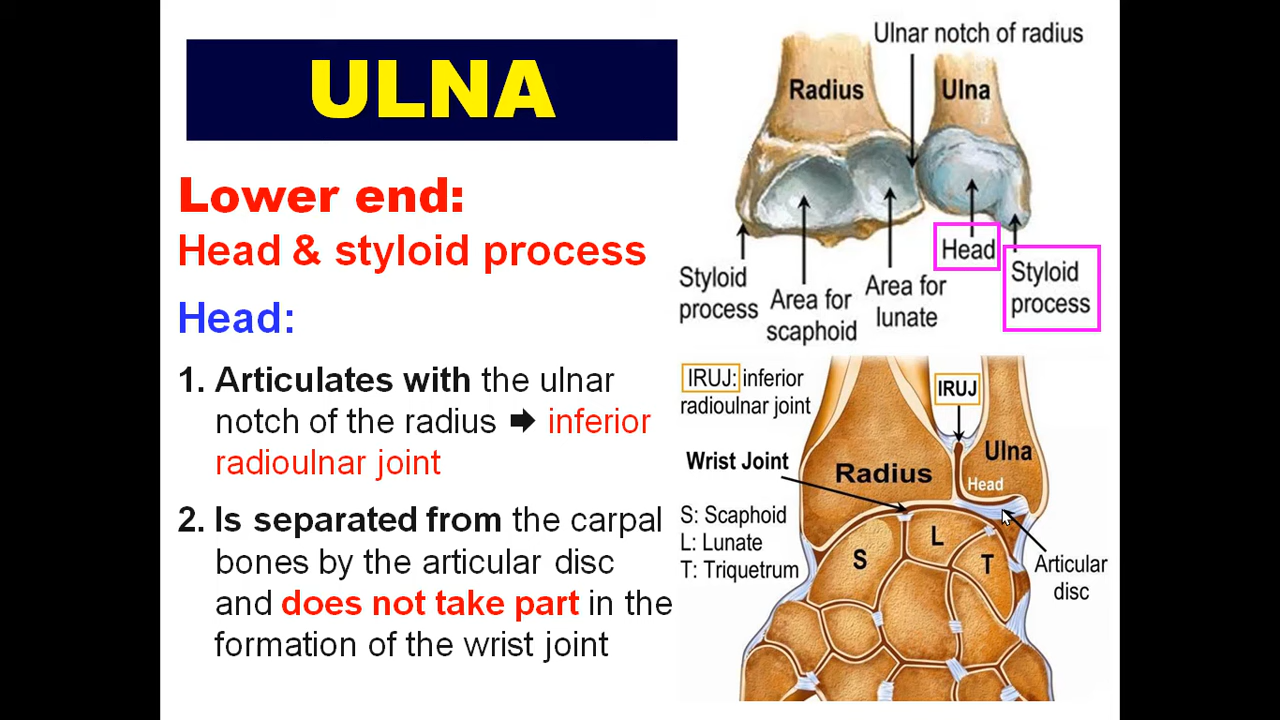 ULNA
Lower end:
Head & styloid process
Head:
1. Articulates with the ulnar
notch of the radius ➡ inferior
radioulnar joint
2. Is separated from the carpal
bones by the articular disc
and does not take part in the
formation of the wrist joint
Ulnar notch of radius
Radius
Ulna
Head
Styloid
process
Area for
scaphoid
Area for
lunate
Styloid
process
IRUJ: inferior
radioulnar joint
IRUJ
Wrist Joint
Radius
Ulna
Head
S: Scaphoid
L: Lunate
T: Triquetrum
S
L
T
Articular
disc